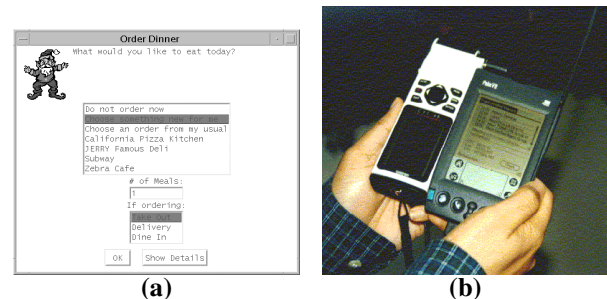 Order Dinner
What would you like to eat today?
Do not order now
Choose something new for me
Choose an order from my usual
California Pizza Kitchen
JERRY Famous Deli
Subway
Zebra Cafe
# of Meals:
1
If ordering:
Take Out
Delivery
Dine In
OK
Show Details
(a)
(b)